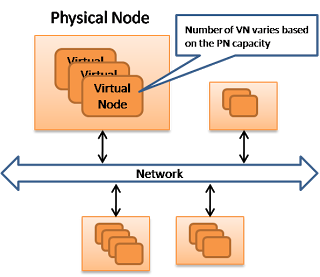 Physical Node
Number of VN varies based
on the PN capacity
Virtual
Virtual
Virtual
Node
Network